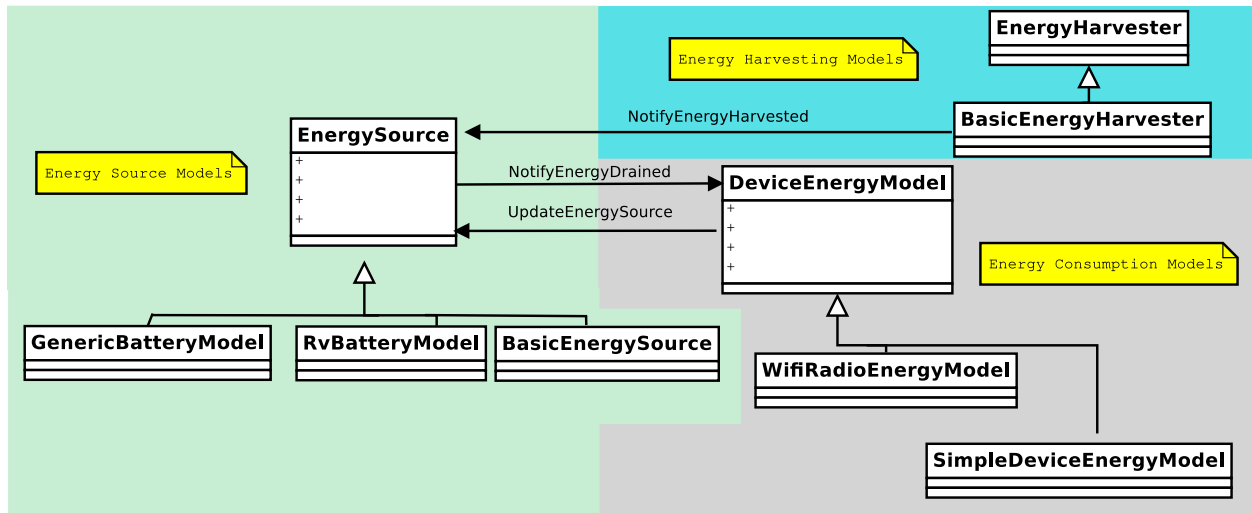 EnergyHarvester
Energy Harvesting Models
BasicEnergyHarvester
NotifyEnergyHarvested
EnergySource
+
+
+
+
Energy Source Models
NotifyEnergyDrained
DeviceEnergyModel
+
+
+
+
UpdateEnergySource
Energy Consumption Models
GenericBatteryModel
RvBatteryModel
BasicEnergySource
WifiRadioEnergyModel
SimpleDeviceEnergyModel